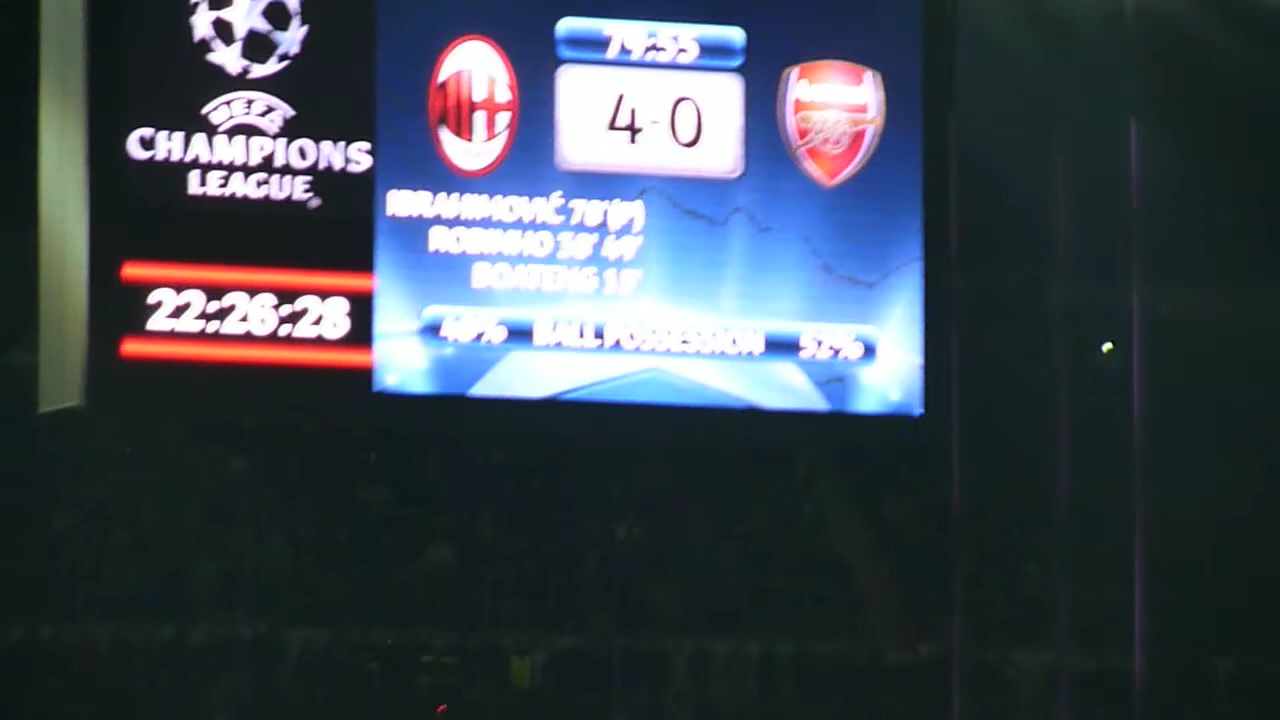 UEFA
CHAMPIONS
LEAGUE®
22:26:28
79:55
4-0
Arsenal
IBRAHIMOVIĆ 78'(P)
ROBINHO 38' 49'
BOATENG 15'
48% BALL POSSESSION 52%